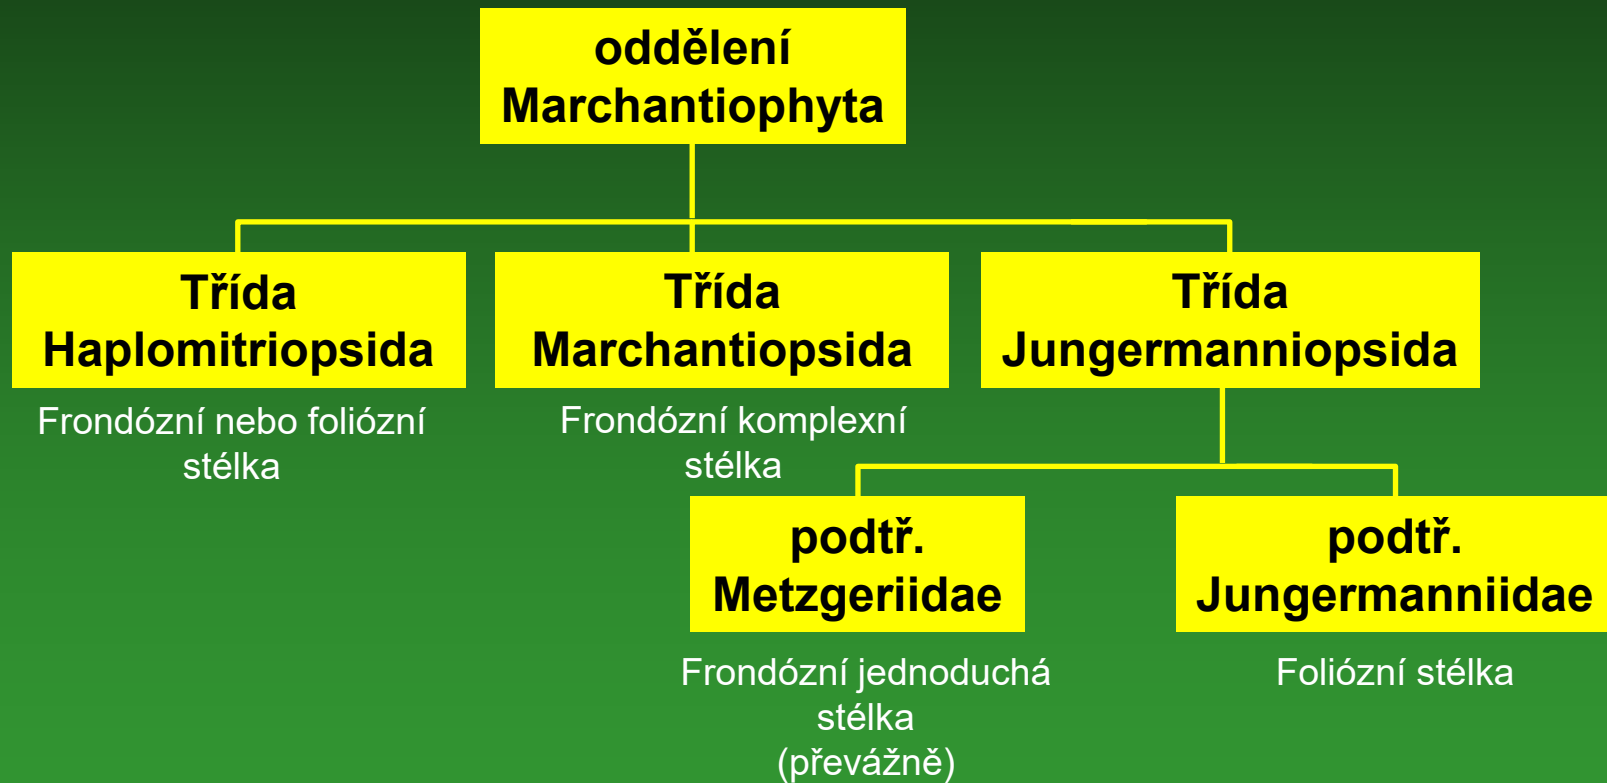 oddělení
Marchantiophyta
Třída
Haplomitriopsida
Třída
Marchantiopsida
Třída
Jungermanniopsida
Frondózní nebo foliózní
stélka
Frondózní komplexní
stélka
podtř.
Metzgeriidae
podtř.
Jungermanniidae
Frondózní jednoduchá
stélka
(převážně)
Foliózní stélka